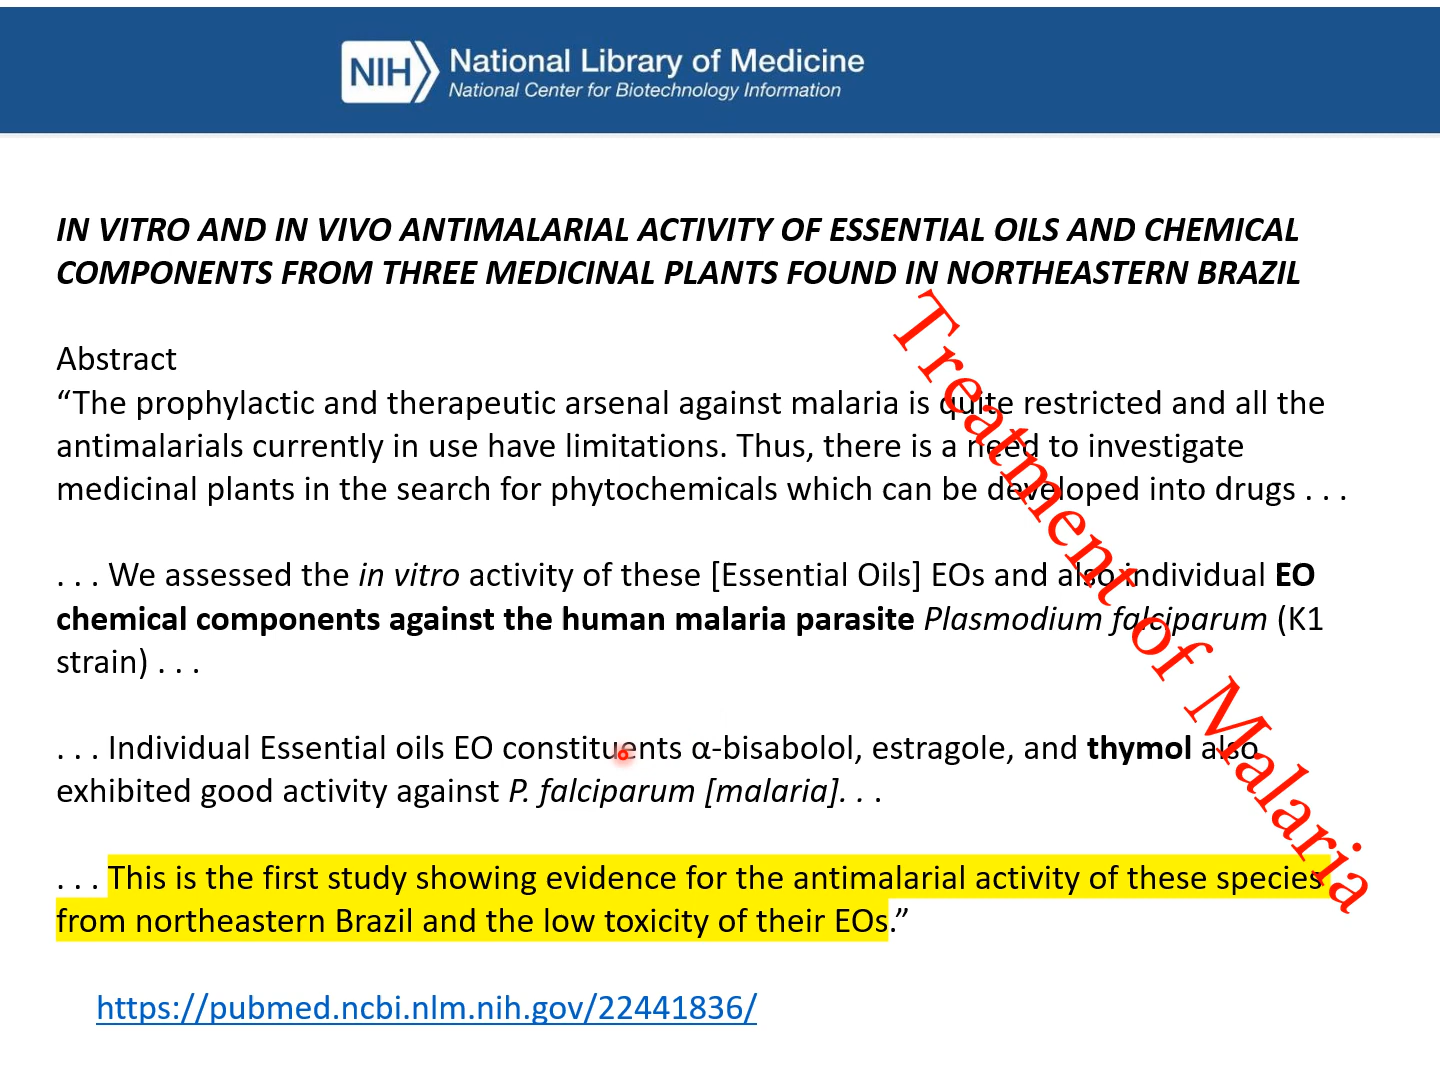 NIH National Library of Medicine
National Center for Biotechnology Information
IN VITRO AND IN VIVO ANTIMALARIAL ACTIVITY OF ESSENTIAL OILS AND CHEMICAL
COMPONENTS FROM THREE MEDICINAL PLANTS FOUND IN NORTHEASTERN BRAZIL
Abstract
“The prophylactic and therapeutic arsenal against malaria is quite restricted and all the
antimalarials currently in use have limitations. Thus, there is a need to investigate
medicinal plants in the search for phytochemicals which can be developed into drugs . . .
. . . We assessed the in vitro activity of these [Essential Oils] EOs and also individual EO
chemical components against the human malaria parasite Plasmodium falciparum (K1
strain) . . .
. . . Individual Essential oils EO constituents α-bisabolol, estragole, and thymol also
exhibited good activity against P. falciparum [malaria]. . .
. . . This is the first study showing evidence for the antimalarial activity of these species
from northeastern Brazil and the low toxicity of their EOs.”
https://pubmed.ncbi.nlm.nih.gov/22441836/
Treatment of Malaria